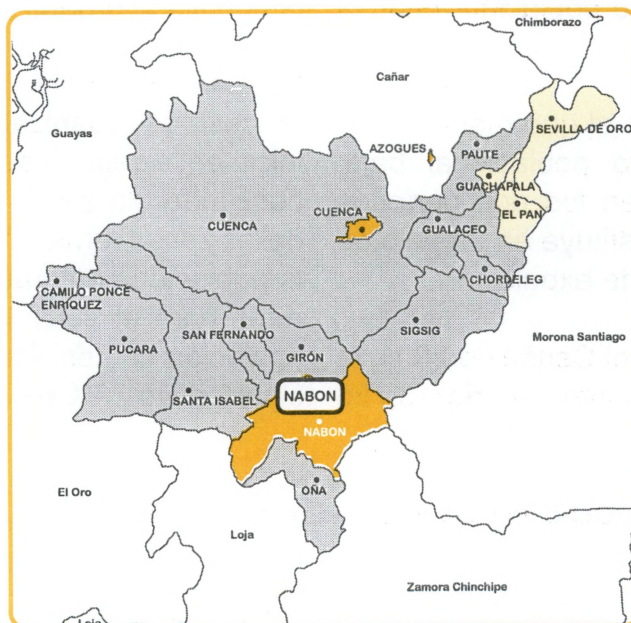 Chimborazo
Cañar
Guayas
SEVILLA DE ORO
AZOGUES
PAUTE
GUACHAPALA
EL PAN
CUENCA
CUENCA
GUALACEO
CHORDELEG
CAMILO PONCE
ENRIQUEZ
SAN FERNANDO
SIGSIG
PUCARA
GIRÓN
Morona Santiago
SANTA ISABEL
NABON
NABON
OÑA
El Oro
Loja
Zamora Chinchipe
Loja